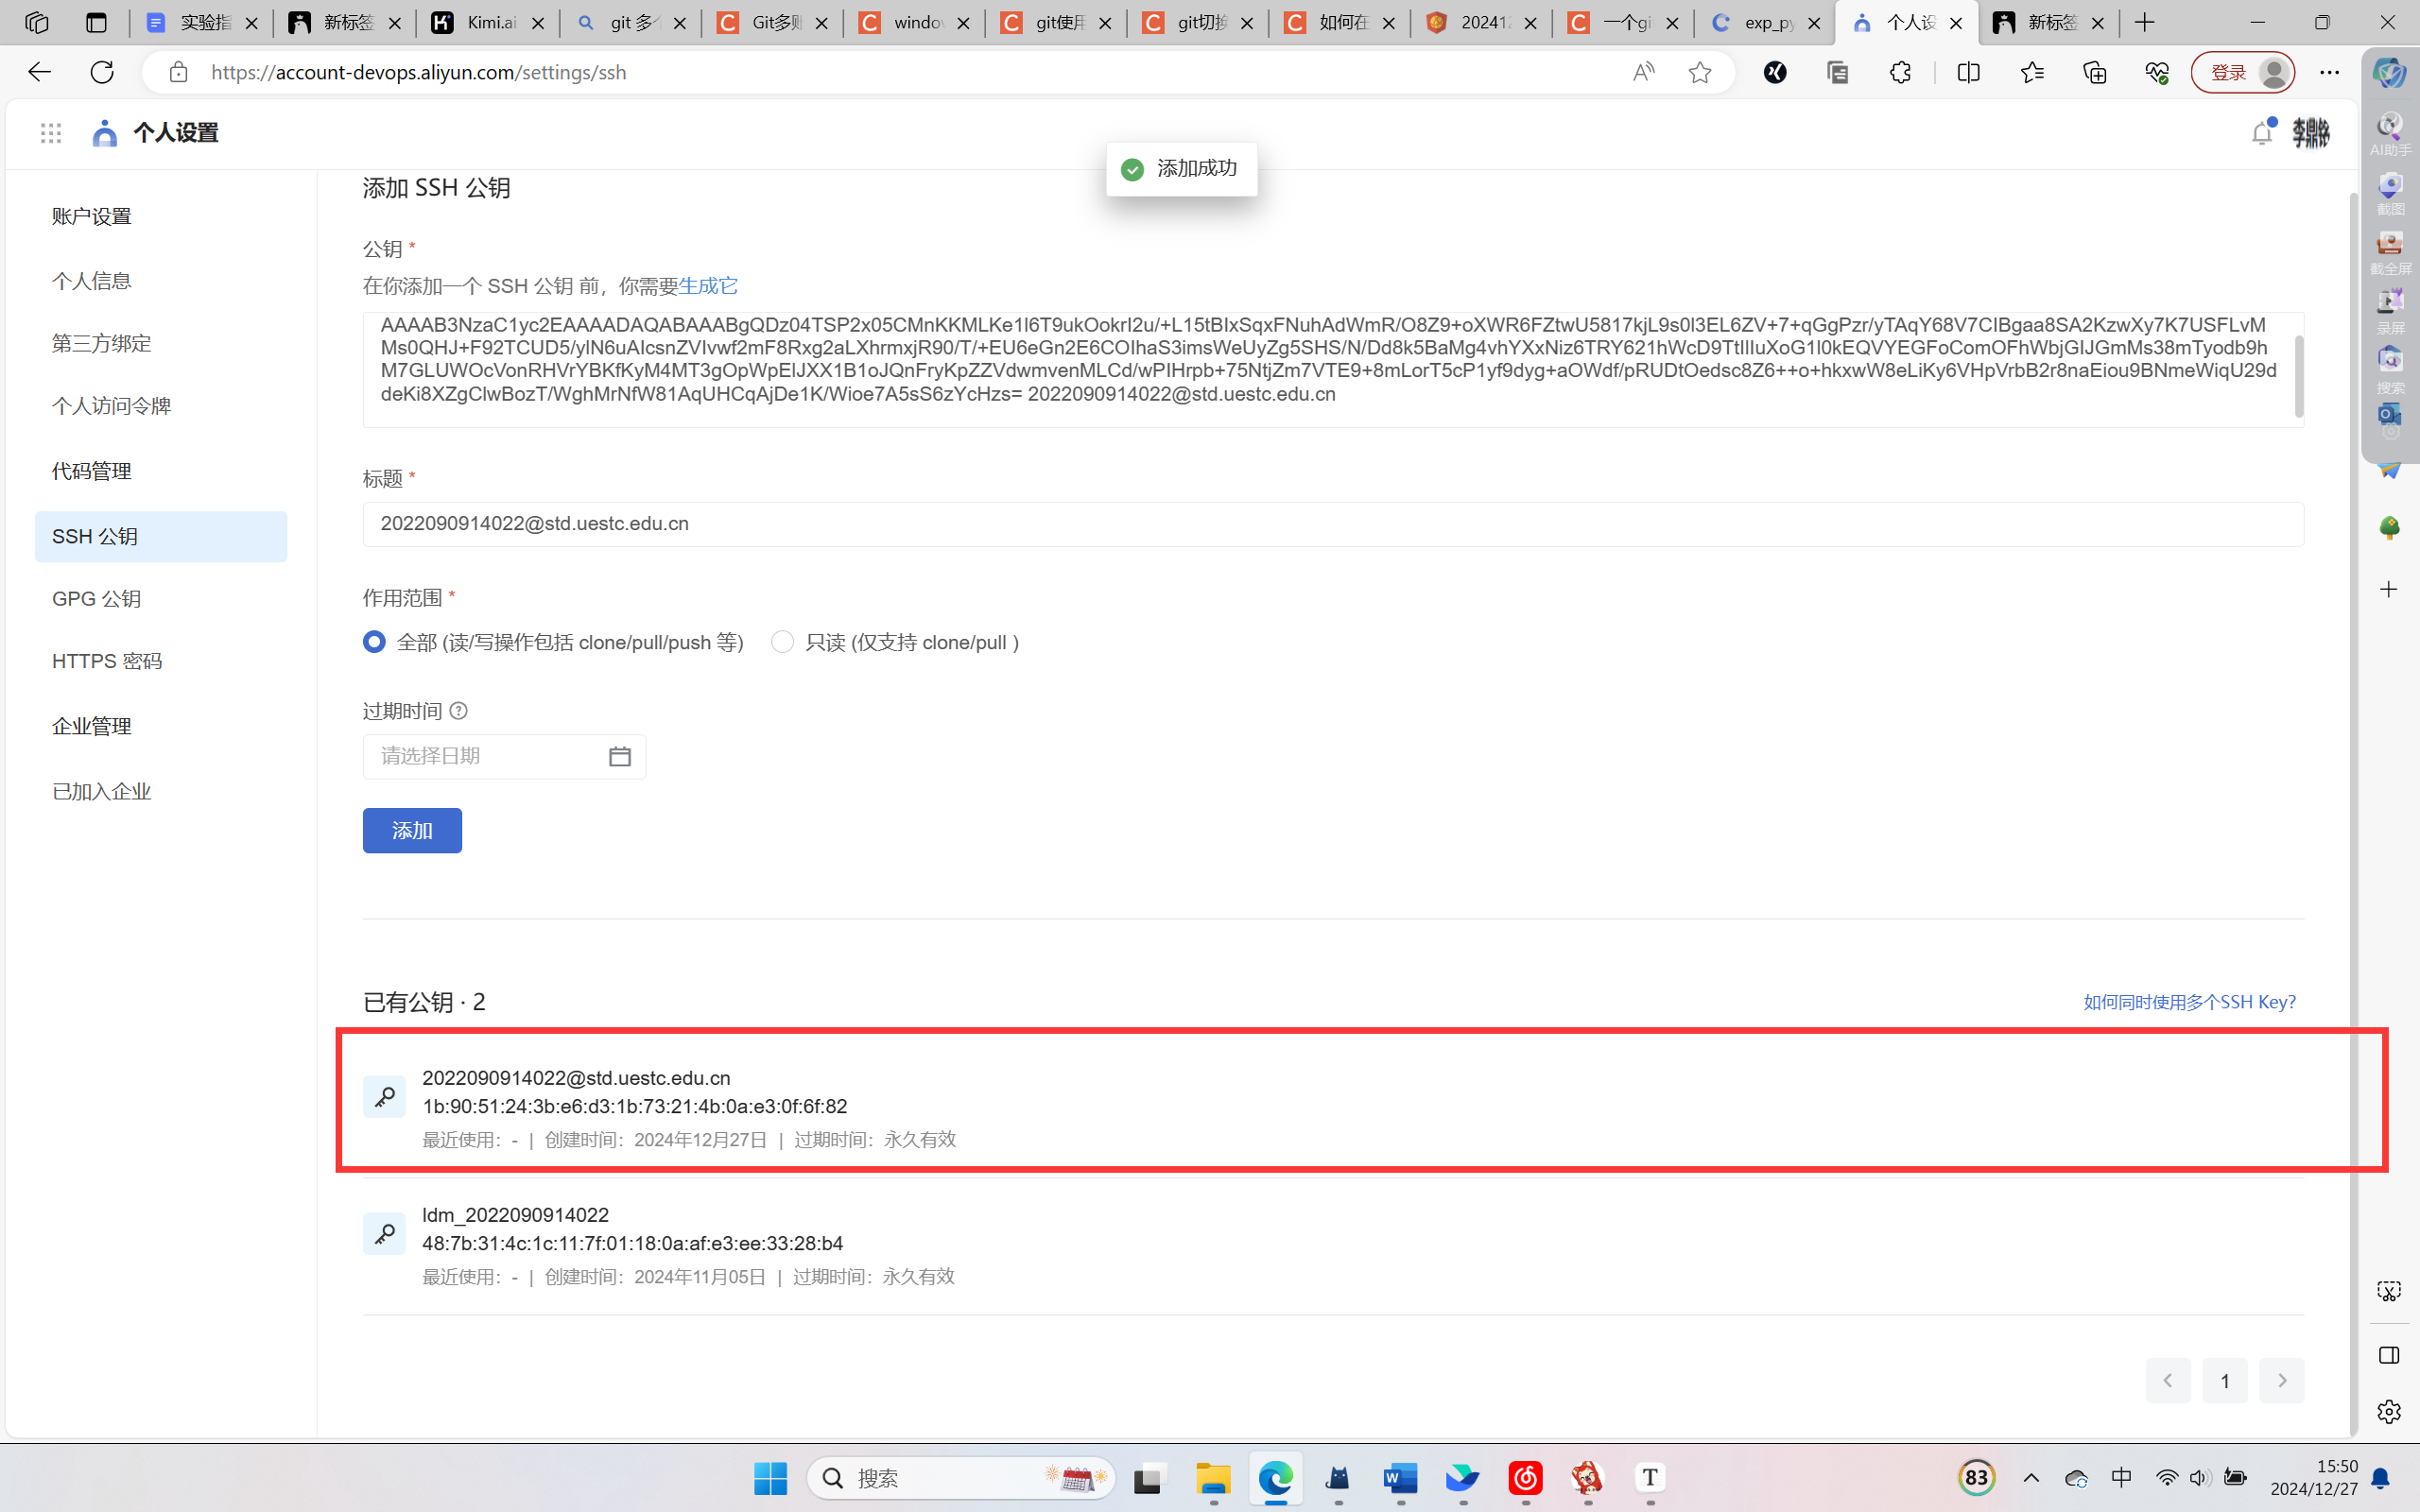 实验指
新标签
Kimi.ai
git 多个
Git多账
window
git使用
git切换
如何在
202412
一个git
exp_py
个人设
新标签
https://account-devops.aliyun.com/settings/ssh
登录
个人设置
李鼎铭
添加成功
AI助手
截图
截全屏
录屏
搜索
账户设置
个人信息
第三方绑定
个人访问令牌
代码管理
SSH 公钥
GPG 公钥
HTTPS 密码
企业管理
已加入企业
添加 SSH 公钥
公钥 *
在你添加一个 SSH 公钥 前，你需要生成它
AAAAB3NzaC1yc2EAAAADAQABAAABgQDz04TSP2x05CMnKKMLKe1l6T9ukOokrI2u/+L15tBIxSqxFNuhAdWmR/O8Z9+oXWR6FZtwU5817kjL9s0l3EL6ZV+7+qGgPzr/yTAqY68V7CIBgaa8SA2KzwXy7K7USFLvM
Ms0QHJ+F92TCUD5/ylN6uAIcsnZVIvwf2mF8Rxg2aLXhrmxjR90/T/+EU6eGn2E6COIhaS3imsWeUyZg5SHS/N/Dd8k5BaMg4vhYXxNiz6TRY621hWcD9TtlIIuXoG1l0kEQVYEGFoComOFhWbjGIJGmMs38mTyodb9h
M7GLUWOcVonRHVrYBKfKyM4MT3gOpWpElJXX1B1oJQnFryKpZZVdwmvenMLCd/wPIHrpb+75NtjZm7VTE9+8mLorT5cP1yf9dyg+aOWdf/pRUDtOedsc8Z6++o+hkxwW8eLiKy6VHpVrbB2r8naEiou9BNmeWiqU29d
deKi8XZgClwBozT/WghMrNfW81AqUHCqAjDe1K/Wioe7A5sS6zYcHzs= 2022090914022@std.uestc.edu.cn
标题 *
2022090914022@std.uestc.edu.cn
作用范围 *
全部 (读/写操作包括 clone/pull/push 等)
只读 (仅支持 clone/pull )
过期时间
请选择日期
添加
已有公钥 · 2
如何同时使用多个SSH Key?
2022090914022@std.uestc.edu.cn
1b:90:51:24:3b:e6:d3:1b:73:21:4b:0a:e3:0f:6f:82
最近使用：- | 创建时间：2024年12月27日 | 过期时间：永久有效
ldm_2022090914022
48:7b:31:4c:1c:11:7f:01:18:0a:af:e3:ee:33:28:b4
最近使用：- | 创建时间：2024年11月05日 | 过期时间：永久有效
1
搜索
83
中
15:50
2024/12/27